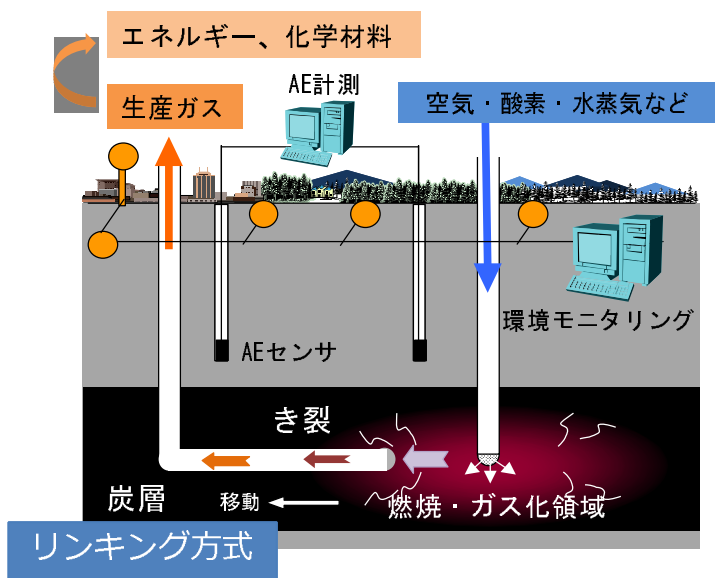 エネルギー、化学材料
AE計測
生産ガス
空気・酸素・水蒸気など
環境モニタリング
AEセンサ
き裂
炭層
移動
燃焼・ガス化領域
リンキング方式